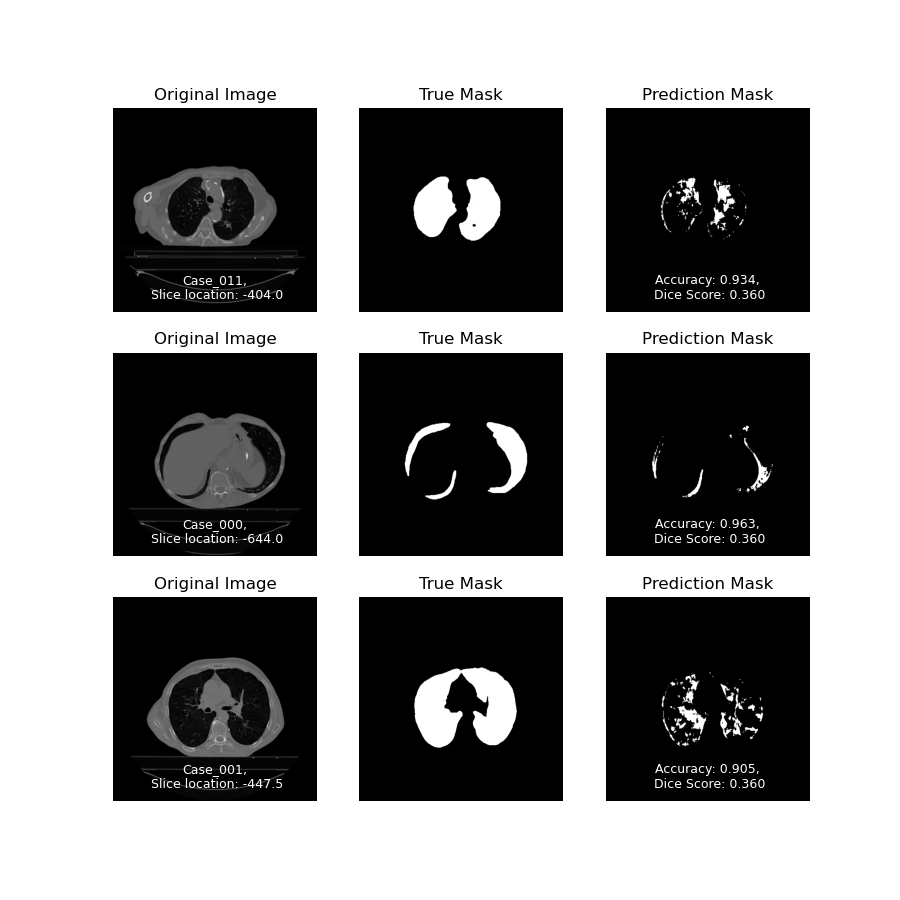 Original Image True Mask Prediction Mask
Case_011, Accuracy: 0.934,
Slice location: -404.0 Dice Score: 0.360
Original Image True Mask Prediction Mask
Case_000, Accuracy: 0.963,
Slice location: -644.0 Dice Score: 0.360
Original Image True Mask Prediction Mask
Case_001, Accuracy: 0.905,
Slice location: -447.5 Dice Score: 0.360